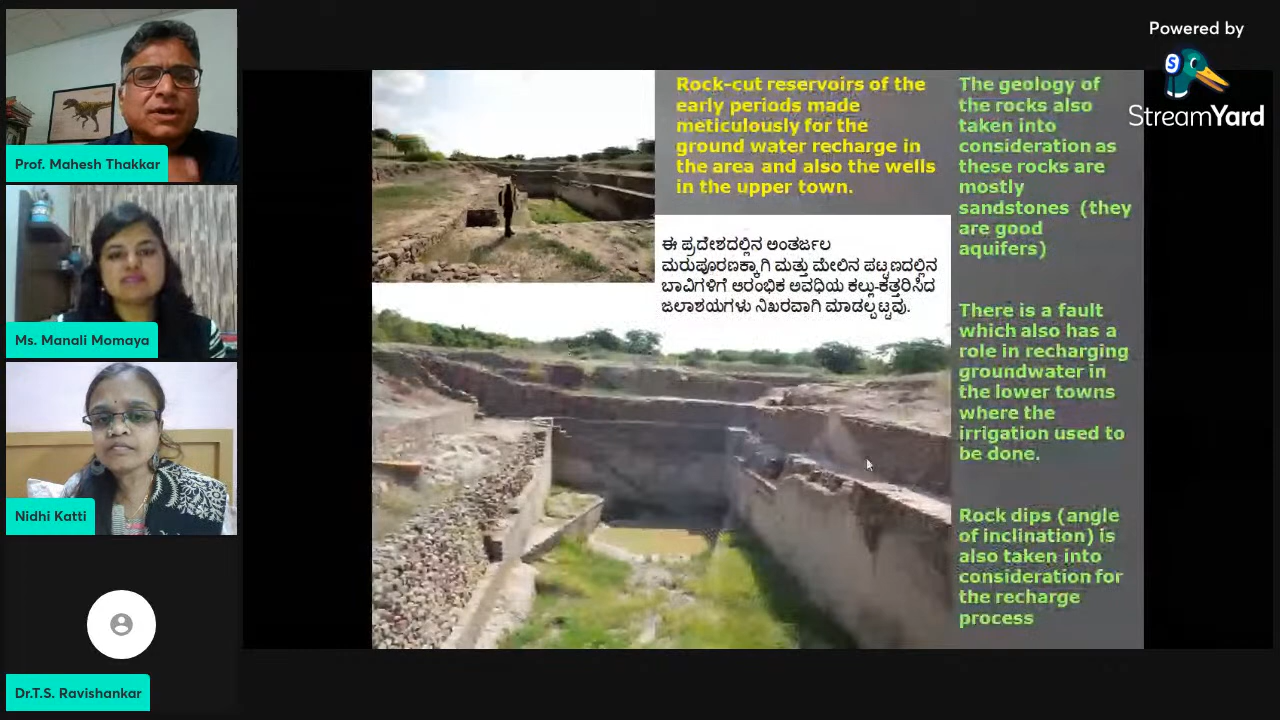 Prof. Mahesh Thakkar
Ms. Manali Momaya
Nidhi Katti
Dr.T.S. Ravishankar
Rock-cut reservoirs of the
early periods made
meticulously for the
ground water recharge in
the area and also the wells
in the upper town.
ಈ ಪ್ರದೇಶದಲ್ಲಿನ ಅಂತರ್ಜಲ
ಮರುಪೂರಣಕ್ಕಾಗಿ ಮತ್ತು ಮೇಲಿನ ಪಟ್ಟಣದಲ್ಲಿನ
ಬಾವಿಗಳಿಗೆ ಆರಂಭಿಕ ಅವಧಿಯ ಕಲ್ಲು-ಕತ್ತರಿಸಿದ
ಜಲಾಶಯಗಳು ನಿಖರವಾಗಿ ಮಾಡಲ್ಪಟ್ಟವು.
The geology of
the rocks also
taken into
consideration as
these rocks are
mostly
sandstones (they
are good
aquifers)
There is a fault
which also has a
role in recharging
groundwater in
the lower towns
where the
irrigation used to
be done.
Rock dips (angle
of inclination) is
also taken into
consideration for
the recharge
process
Powered by
S
StreamYard